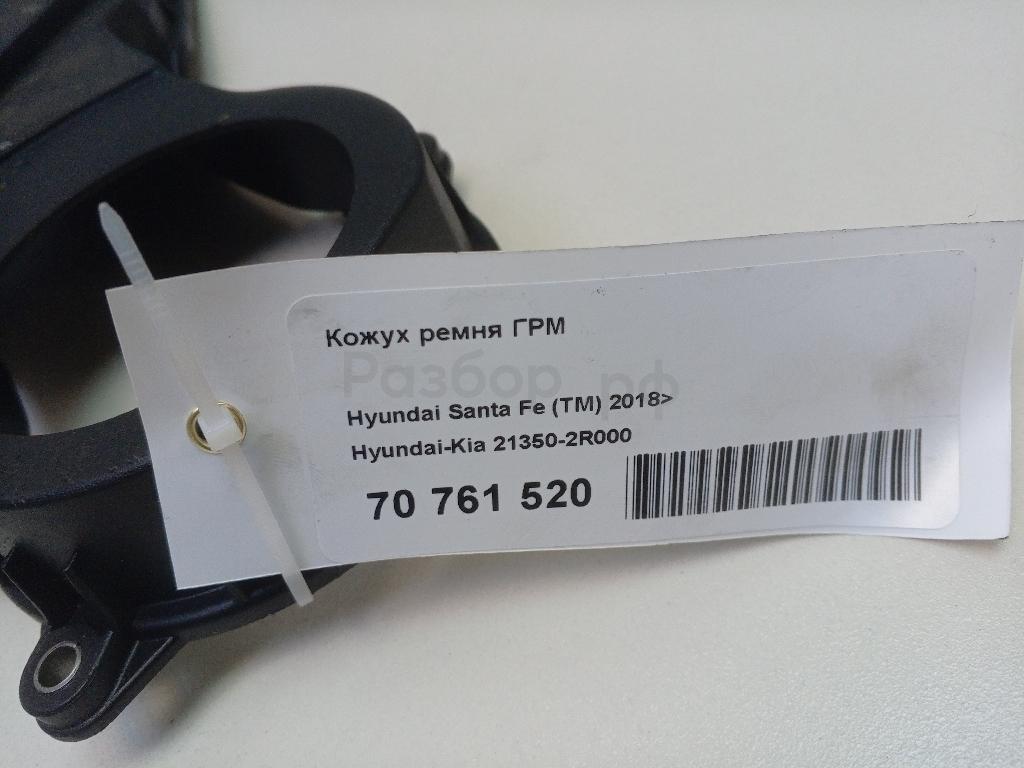 Кожух ремня ГРМ
Разбор.рф
Hyundai Santa Fe (TM) 2018>
Hyundai-Kia 21350-2R000
70 761 520